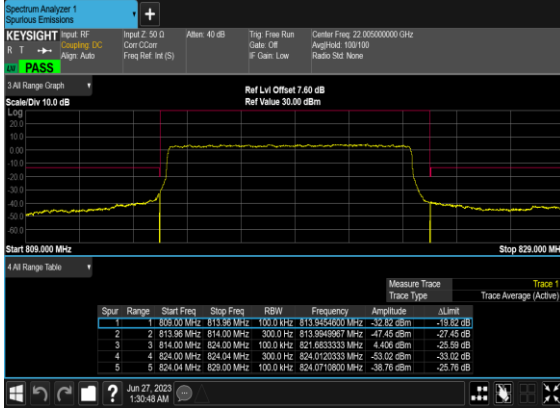 Spectrum Analyzer 1
Spurious Emissions
KEYSIGHT Input: RF Input Z: 50 Ω Atten: 40 dB Trig: Free Run Center Freq: 22.005000000 GHz
R T Coupling: DC Corr CCorr Gate: Off Avg|Hold: 100/100
Align: Auto Freq Ref: Int (S) IF Gain: Low Radio Std: None
LXI PASS
3.All Range Graph
Ref Lvl Offset 7.60 dB
Scale/Div 10.0 dB Ref Value 30.00 dBm
Log
20.0
10.0
0.00
-10.0
-20.0
-30.0
-40.0
-50.0
-60.0
Start 809.000 MHz Stop 829.000 MH
4.All Range Table
Measure Trace Trace 1
Trace Type Trace Average (Active)
Spur Range Start Freq Stop Freq RBW Frequency Amplitude ΔLimit
1 1 809.00 MHz 813.96 MHz 100.0 kHz 813.9454600 MHz -32.82 dBm -19.82 dB
2 2 813.96 MHz 814.00 MHz 300.0 Hz 813.9949967 MHz -47.45 dBm -27.45 dB
3 3 814.00 MHz 824.00 MHz 100.0 kHz 821.6833333 MHz 4.406 dBm -25.59 dB
4 4 824.00 MHz 824.04 MHz 300.0 Hz 824.0120333 MHz -53.02 dBm -33.02 dB
5 5 824.04 MHz 829.00 MHz 100.0 kHz 824.0710800 MHz -38.76 dBm -25.76 dB
Jun 27, 2023
1:30:48 AM